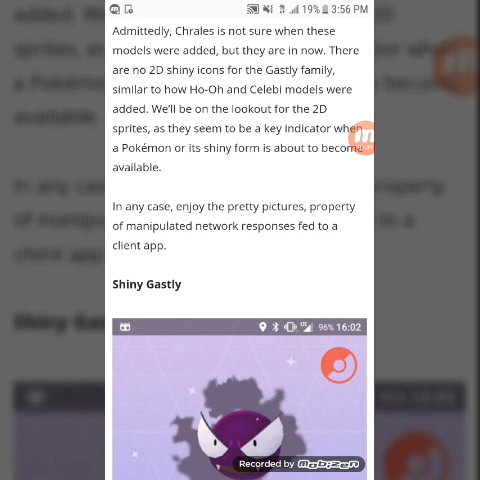 19% 3:56 PM
Admittedly, Chrales is not sure when these
models were added, but they are in now. There
are no 2D shiny icons for the Gastly family,
similar to how Ho-Oh and Celebi models were
added. We'll be on the lookout for the 2D
sprites, as they seem to be a key indicator when
a Pokémon or its shiny form is about to become
available.
In any case, enjoy the pretty pictures, property
of manipulated network responses fed to a
client app.
Shiny Gastly
96% 16:02
Recorded by mobizen